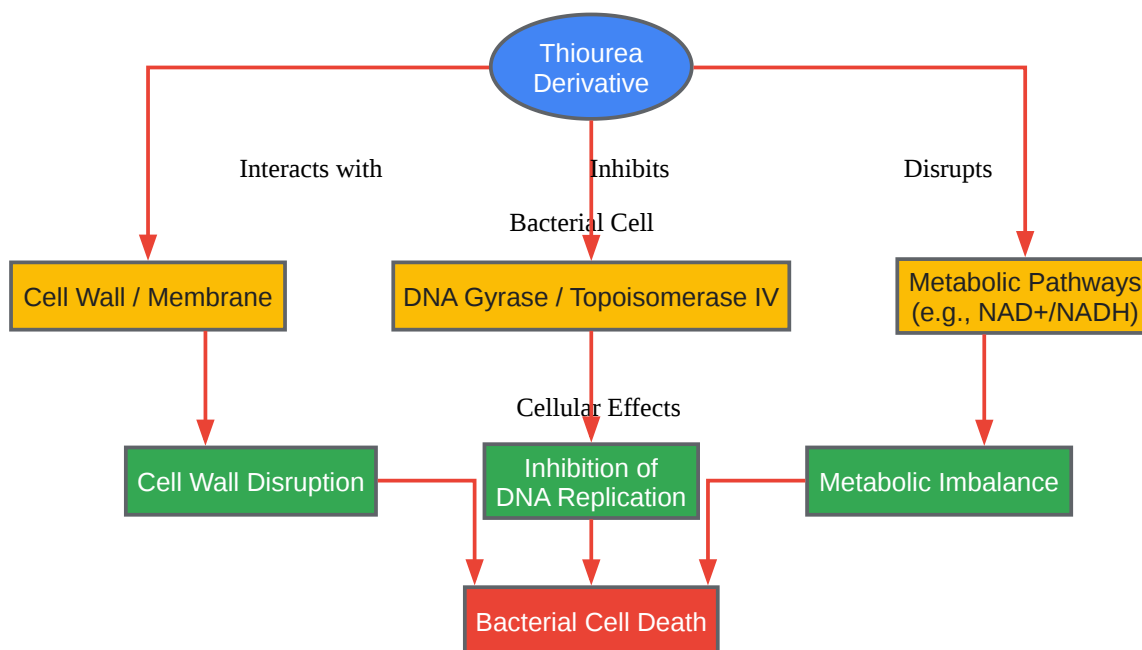 Thiourea
Derivative
Interacts with
Inhibits
Disrupts
Bacterial Cell
Cell Wall / Membrane
DNA Gyrase / Topoisomerase IV
Metabolic Pathways
(e.g., NAD+/NADH)
Cellular Effects
Cell Wall Disruption
Inhibition of
DNA Replication
Metabolic Imbalance
Bacterial Cell Death